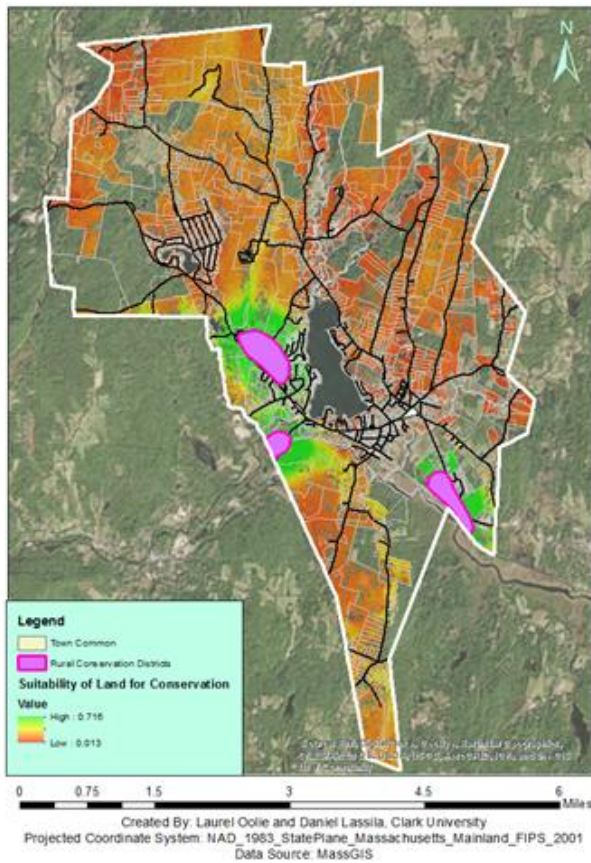 N
Legend
Town Common
Rural Conservation Districts
Suitability of Land for Conservation
Value
High : 0.716
Low : 0.013
0 0.75 1.5 3 4.5 6
Miles
Created By: Laurel Oolie and Daniel Lassila, Clark University
Projected Coordinate System: NAD_1983_StatePlane_Massachusetts_Mainland_FIPS_2001
Data Source: MassGIS